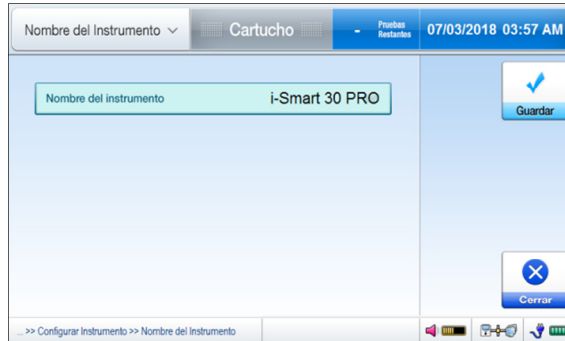 Nombre del Instrumento
Cartucho
-
Pruebas
Restantes
07/03/2018 03:57 AM
Nombre del instrumento
i-Smart 30 PRO
Guardar
Cerrar
... >> Configurar Instrumento >> Nombre del Instrumento